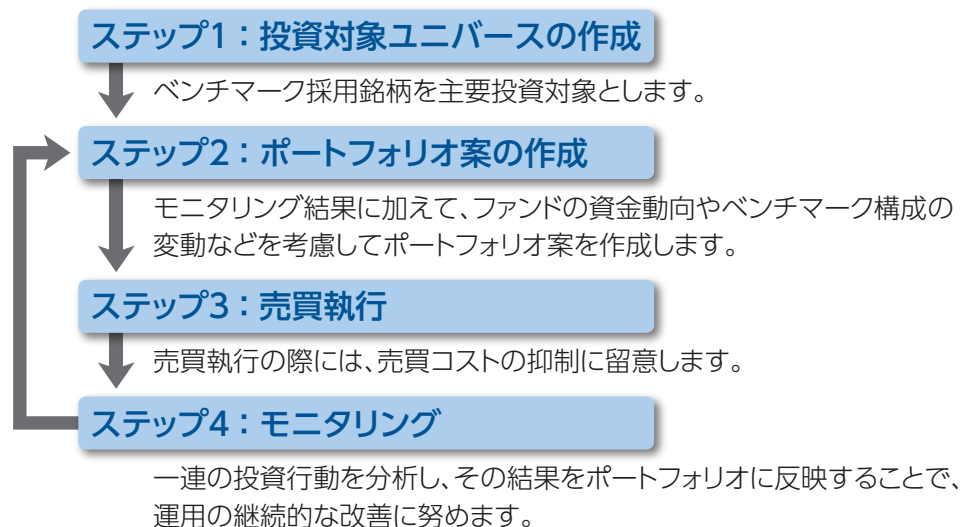 ステップ1：投資対象ユニバースの作成
ベンチマーク採用銘柄を主要投資対象とします。
ステップ2：ポートフォリオ案の作成
モニタリング結果に加えて、ファンドの資金動向やベンチマーク構成の
変動などを考慮してポートフォリオ案を作成します。
ステップ3：売買執行
売買執行の際には、売買コストの抑制に留意します。
ステップ4：モニタリング
一連の投資行動を分析し、その結果をポートフォリオに反映することで、
運用の継続的な改善に努めます。